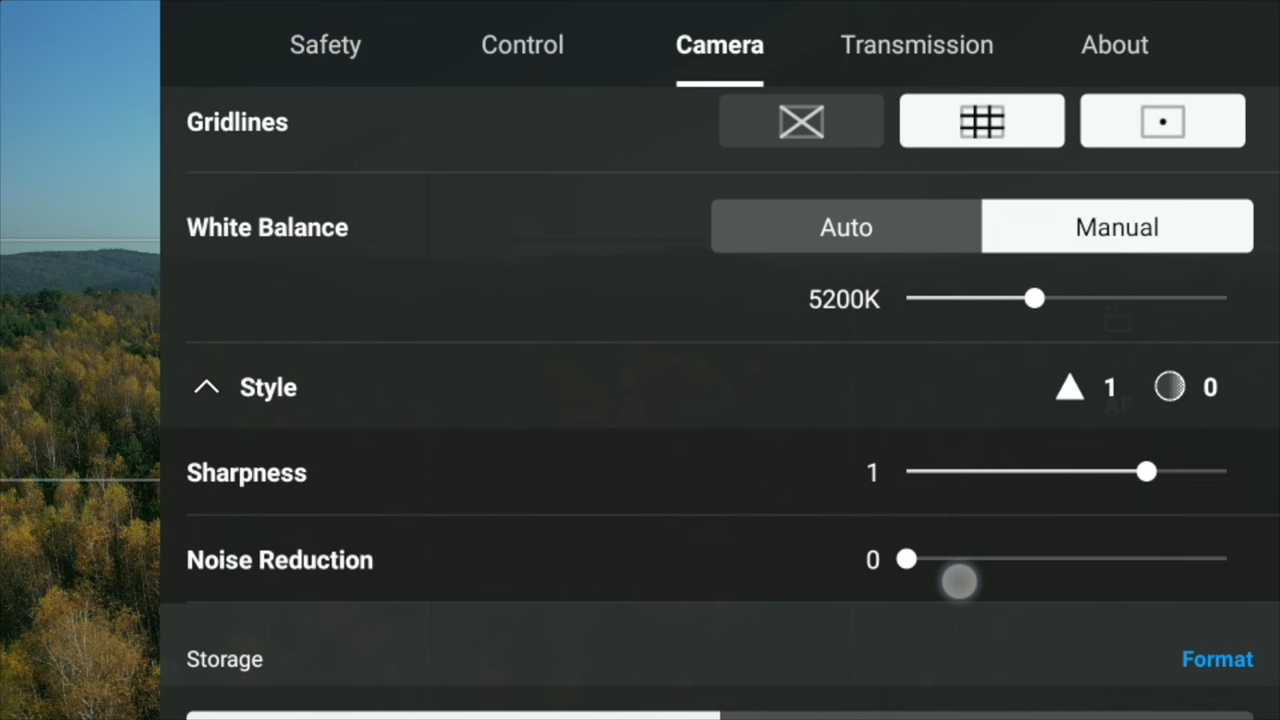 Safety Control Camera Transmission About
Gridlines
White Balance Auto Manual
5200K
Style 1 0
AF
Sharpness 1
Noise Reduction 0
Storage Format